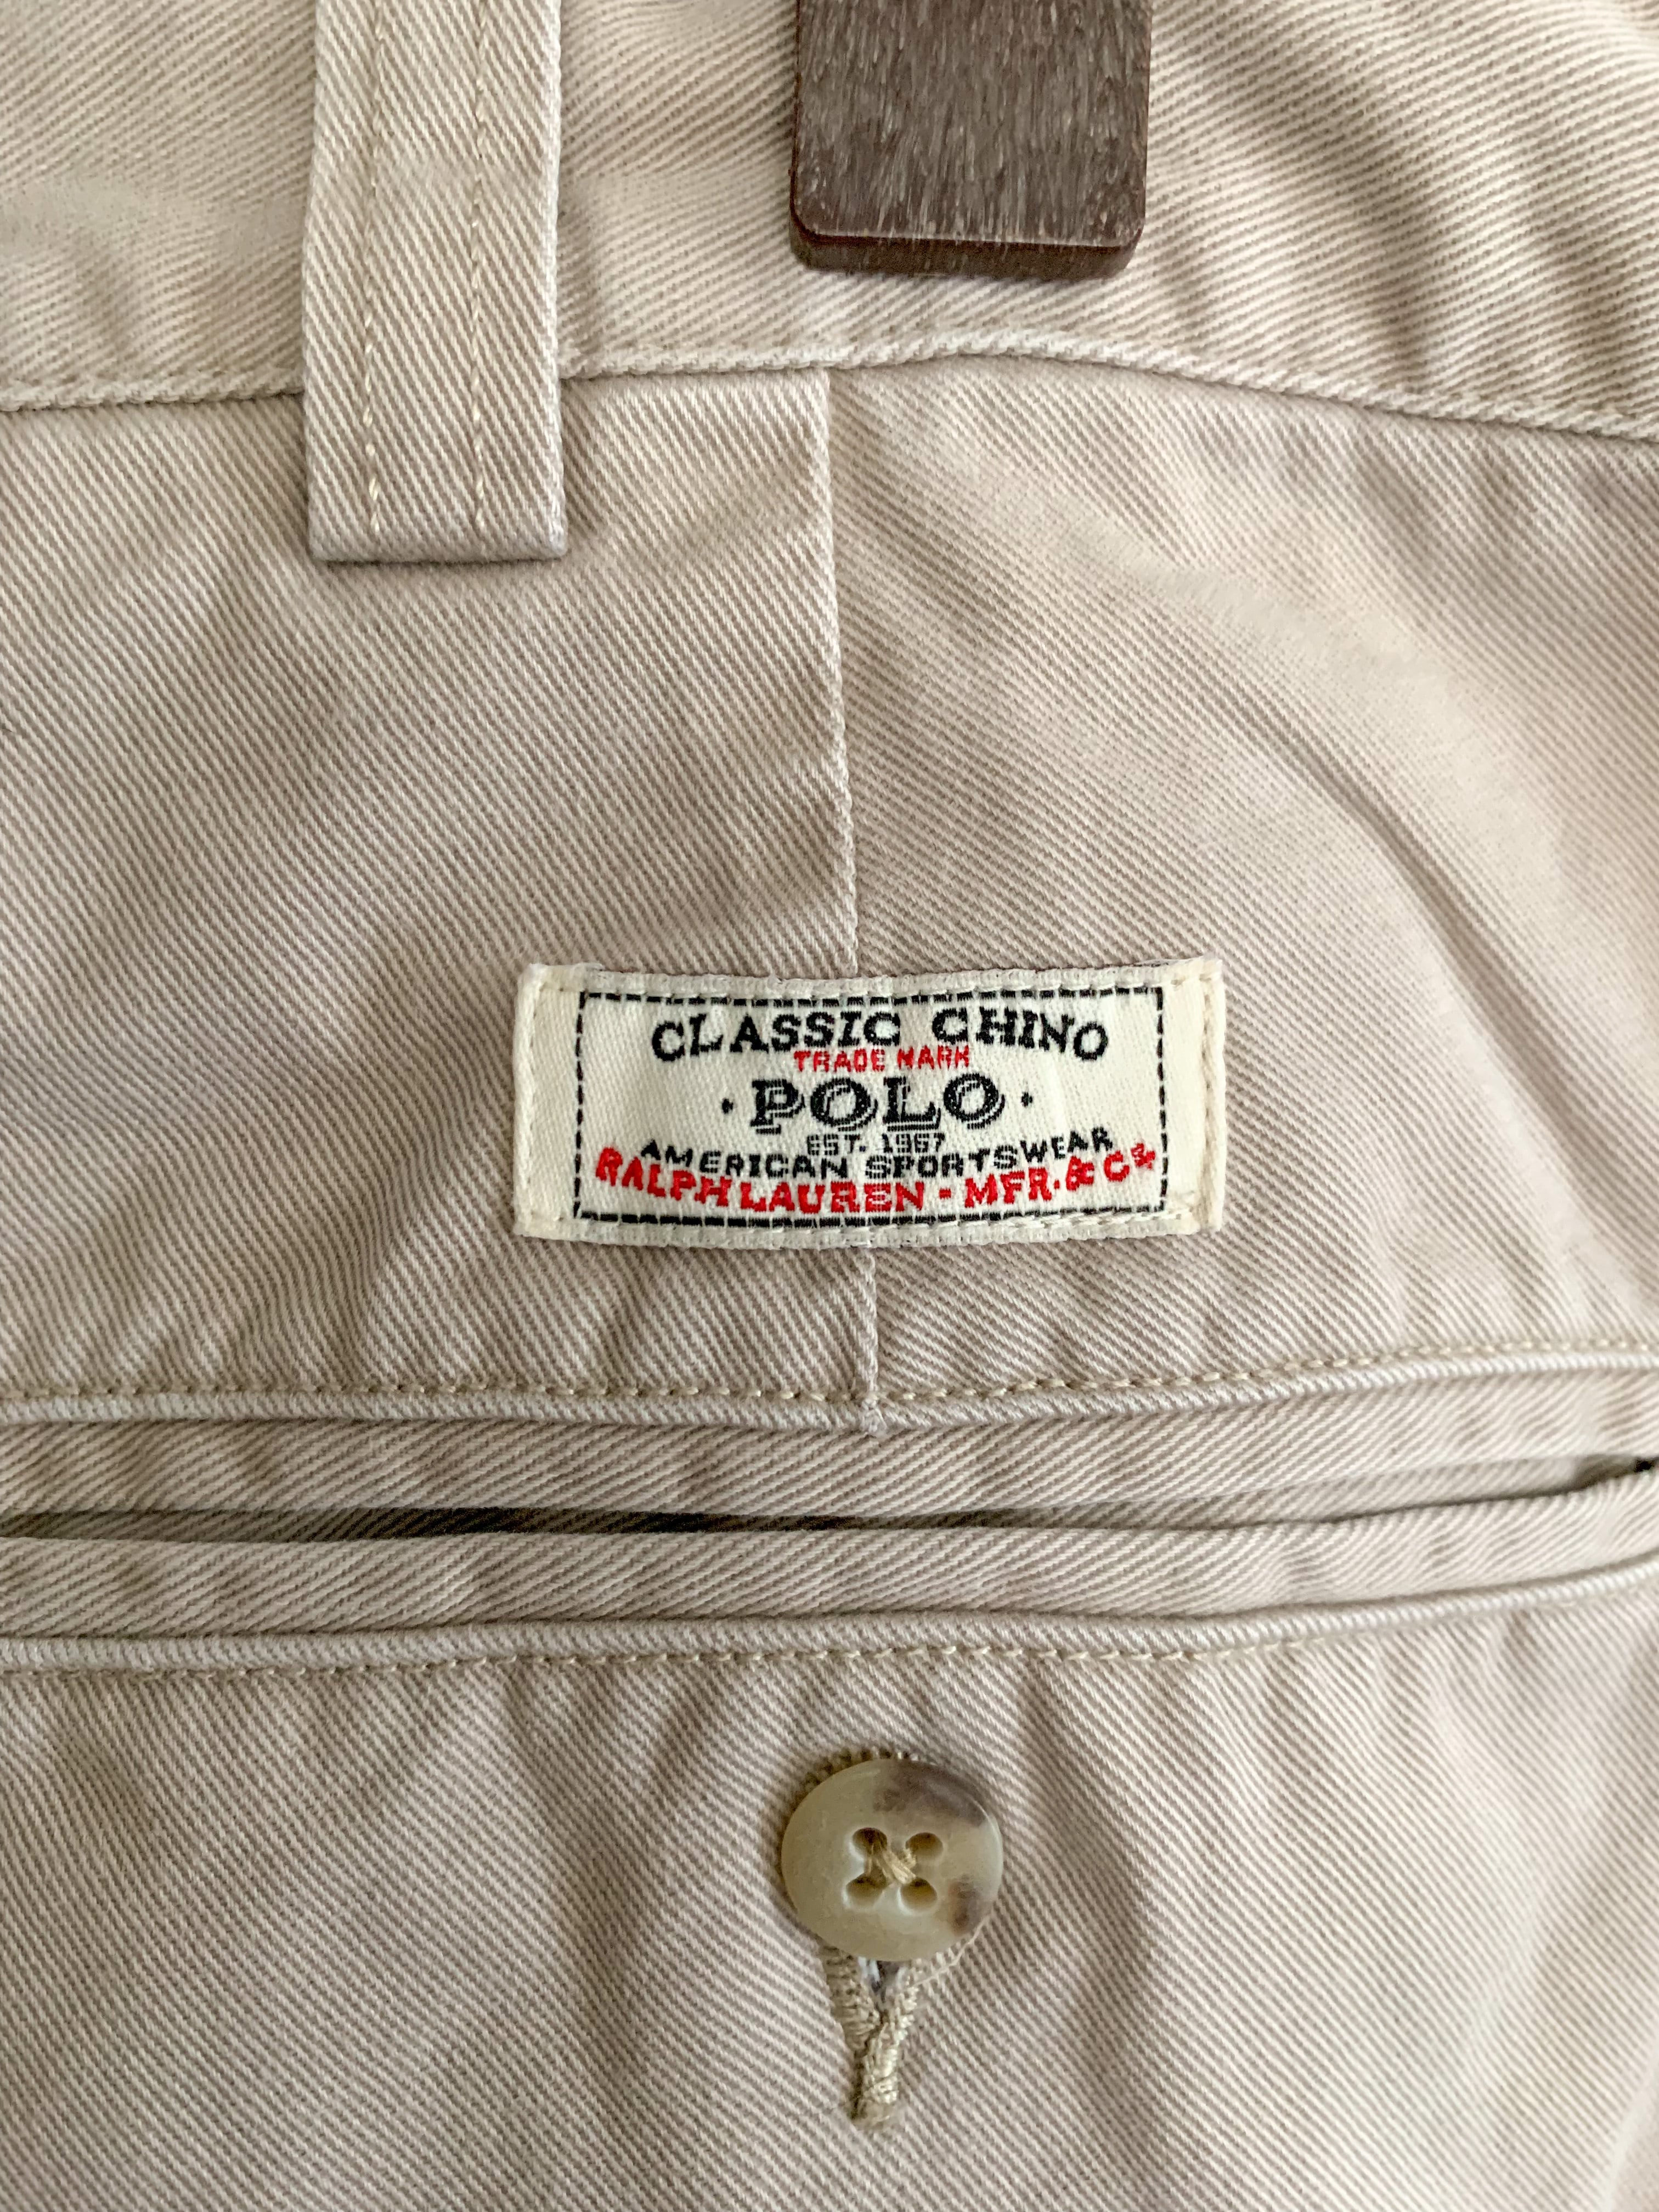 CLASSIC CHINO
TRADE MARK
· POLO ·
EST. 1967
AMERICAN SPORTSWEAR
RALPH LAUREN - MFR. & Co